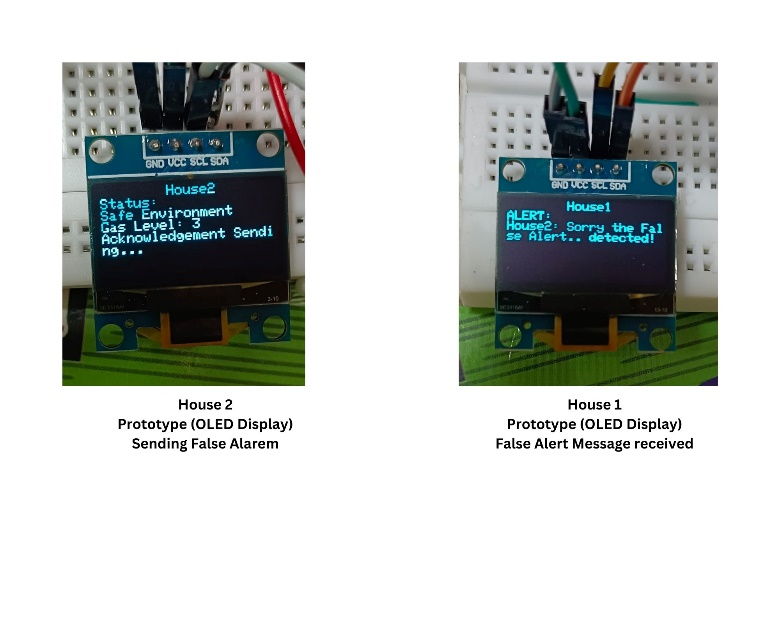 GND VCC SCL SDA
House2
Status:
Safe Environment
Gas Level: 3
Acknowledgement Sendi
ng...
House 2
Prototype (OLED Display)
Sending False Alarem
GND VCC SCL SDA
House1
ALERT:
House2: Sorry the Fal
se Alert.. detected!
House 1
Prototype (OLED Display)
False Alert Message received